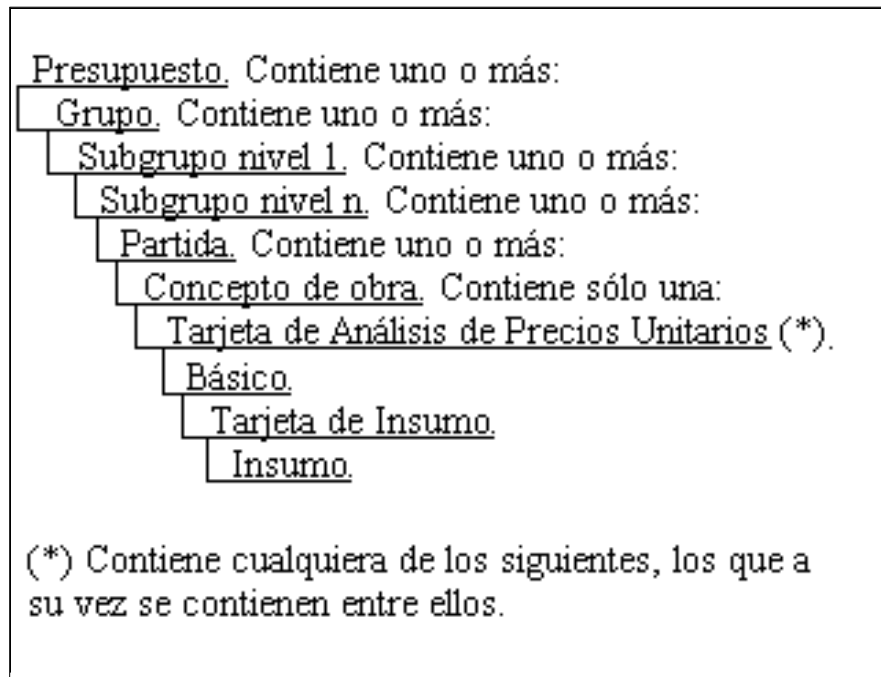 Presupuesto. Contiene uno o más:
Grupo. Contiene uno o más:
Subgrupo nivel 1. Contiene uno o más:
Subgrupo nivel n. Contiene uno o más:
Partida. Contiene uno o más:
Concepto de obra. Contiene sólo una:
Tarjeta de Análisis de Precios Unitarios (*).
Básico.
Tarjeta de Insumo.
Insumo.
(*) Contiene cualquiera de los siguientes, los que a
su vez se contienen entre ellos.